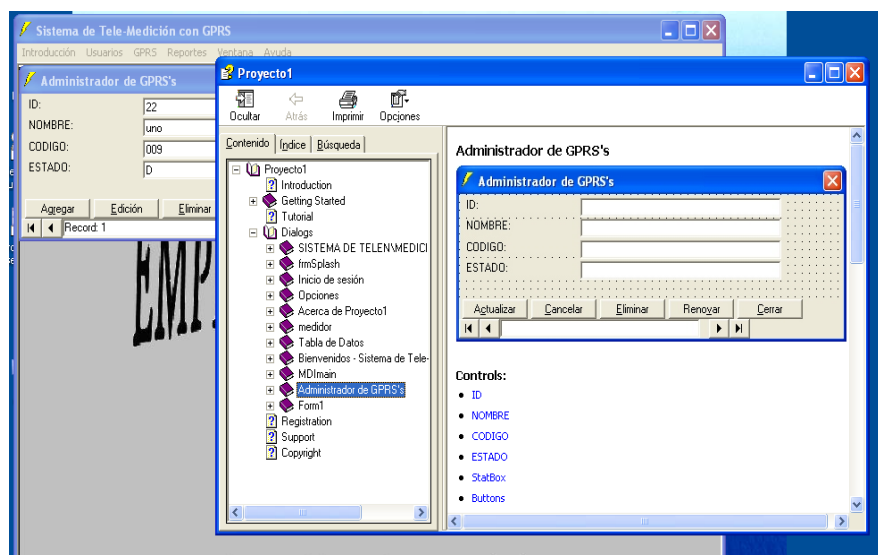 Sistema de Tele-Medición con GPRS
Introducción Usuarios GPRS Reportes Ventana Ayuda
Administrador de GPRS's
ID: 22
NOMBRE: uno
CODIGO: 009
ESTADO: D
Agregar Edición Eliminar
Record: 1
EMP
Proyecto1
Ocultar Atrás Imprimir Opciones
Contenido Índice Búsqueda
Proyecto1
Introduction
Getting Started
Tutorial
Dialogs
SISTEMA DE TELEN\MEDICI
frmSplash
Inicio de sesión
Opciones
Acerca de Proyecto1
medidor
Tabla de Datos
Bienvenidos - Sistema de Tele-
MDImain
Administrador de GPRS's
Form1
Registration
Support
Copyright
Administrador de GPRS's
Administrador de GPRS's
ID:
NOMBRE:
CODIGO:
ESTADO:
Actualizar Cancelar Eliminar Renovar Cerrar
Controls:
• ID
• NOMBRE
• CODIGO
• ESTADO
• StatBox
• Buttons